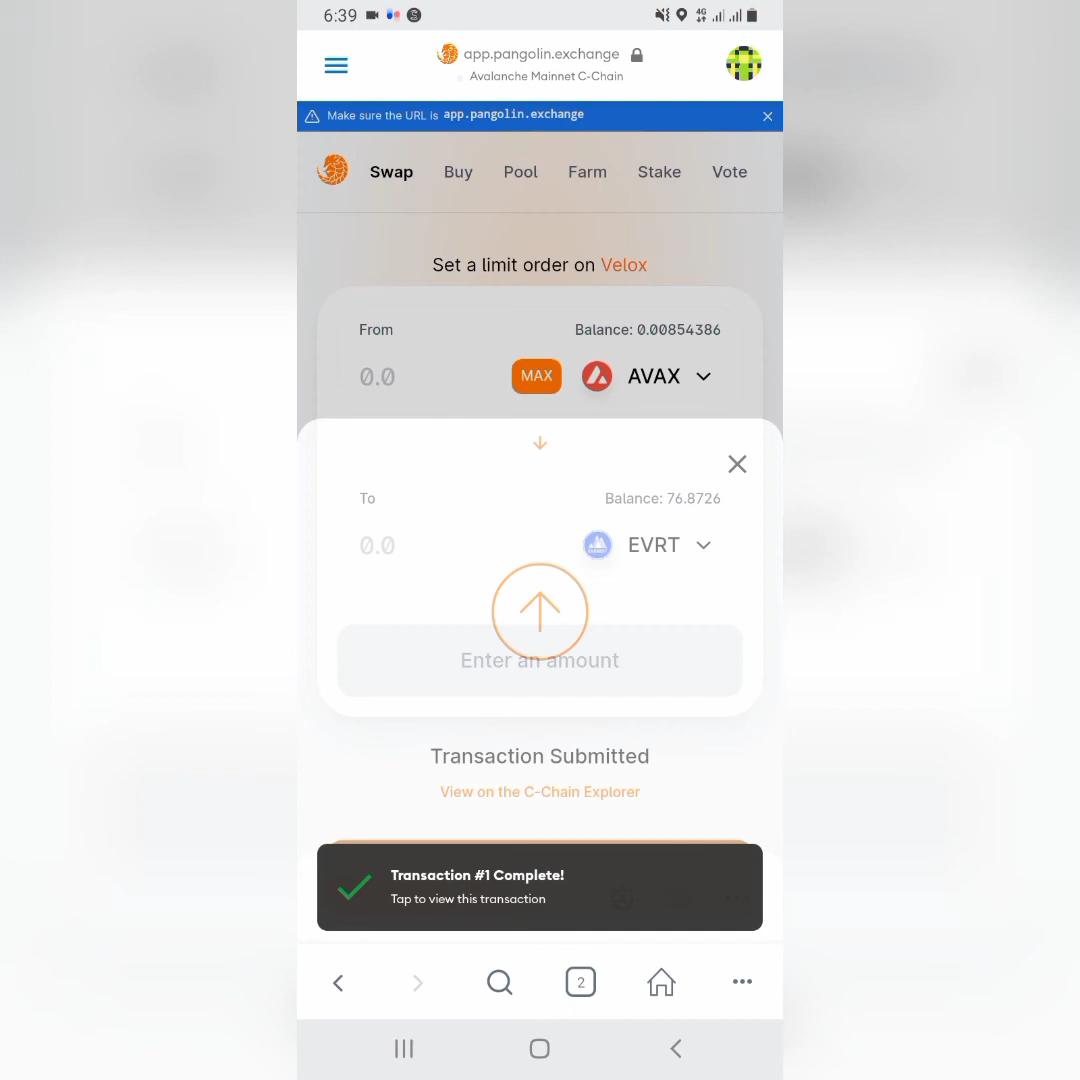 6:39
4G
app.pangolin.exchange
Avalanche Mainnet C-Chain
Make sure the URL is app.pangolin.exchange
Swap Buy Pool Farm Stake Vote
Set a limit order on Velox
From Balance: 0.00854386
0.0 MAX AVAX
To Balance: 76.8726
0.0 EVRT
Enter an amount
Transaction Submitted
View on the C-Chain Explorer
Transaction #1 Complete!
Tap to view this transaction
2